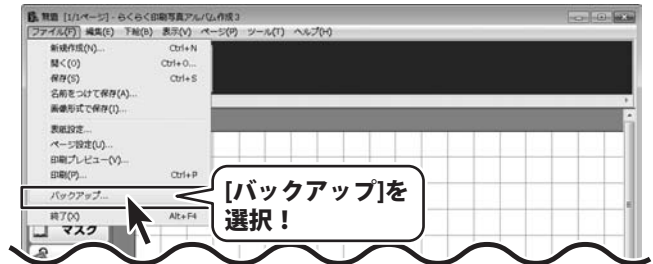 無題 [1/1ページ] - らくらく印刷写真アルバム作成2
ファイル(F) 編集(E) 下絵(B) 表示(V) ページ(P) ツール(T) ヘルプ(H)
新規作成(N)... Ctrl+N
開く(O) Ctrl+O...
保存(S) Ctrl+S
名前をつけて保存(A)...
画像形式で保存(I)...
表紙設定...
ページ設定(U)...
印刷プレビュー(V)...
印刷(P)... Ctrl+P
バックアップ...
終了(X) Alt+F4
マスク
[バックアップ]を
選択！